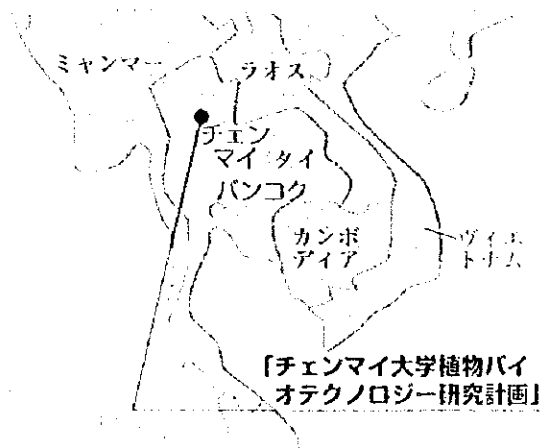 ミャンマー
ラオス
チェン
マイ タイ
バンコク
カンボ
ディア
ヴィエ
トナム
「チェンマイ大学植物バイ
オテクノロジー研究計画」